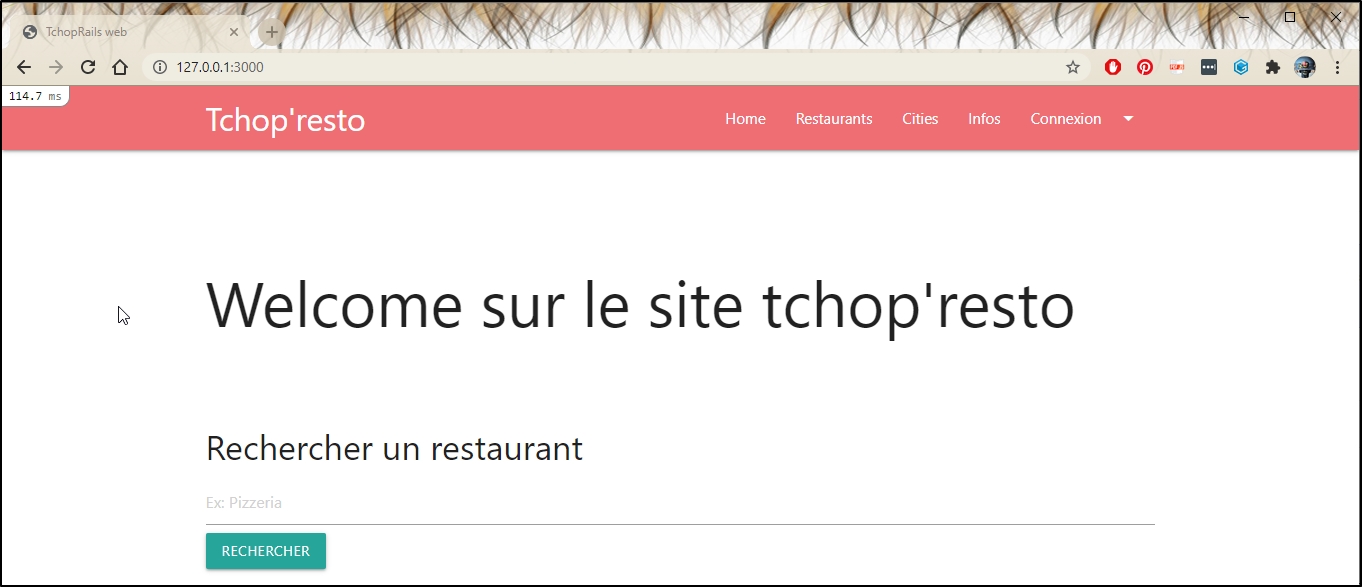 TchopRails web
127.0.0.1:3000
114.7 ms
Tchop'resto
Home Restaurants Cities Infos Connexion
Welcome sur le site tchop'resto
Rechercher un restaurant
Ex: Pizzeria
RECHERCHER